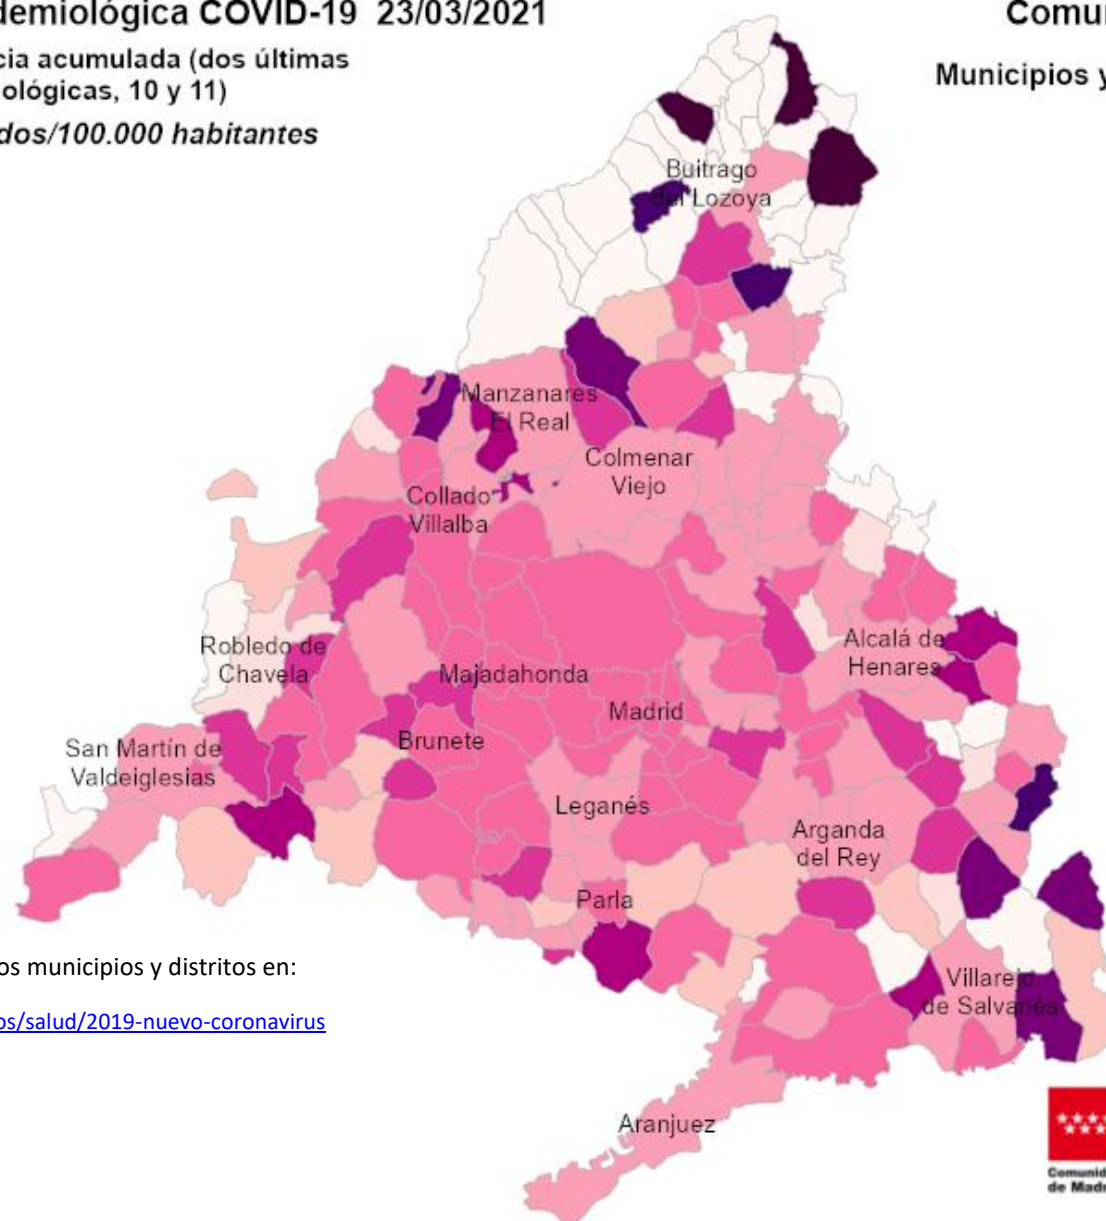 demiológica COVID-19 23/03/2021
Comu
cia acumulada (dos últimas
ológicas, 10 y 11)
Municipios y
dos/100.000 habitantes
Buitrago
del Lozoya
Manzanares
El Real
Colmenar
Viejo
Collado
Villalba
Robledo de
Chavela
Majadahonda
Alcalá de
Henares
Madrid
Brunete
San Martín de
Valdeiglesias
Leganés
Arganda
del Rey
Parla
os municipios y distritos en:
Villarejo
de Salvanés
os/salud/2019-nuevo-coronavirus
Aranjuez
Comunid
de Madr